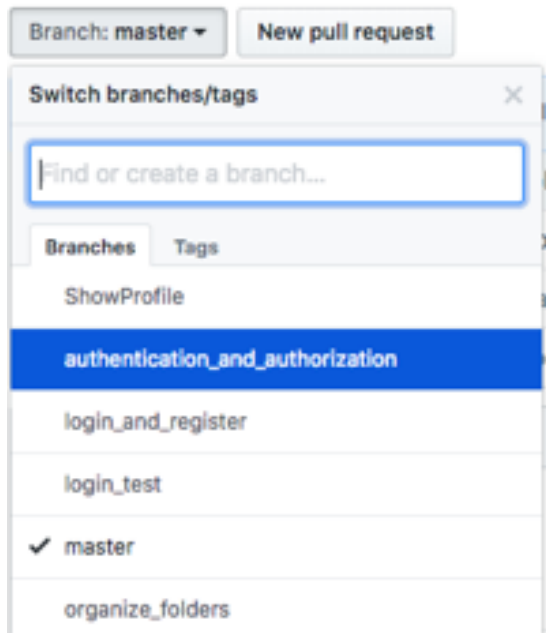 Branch: master New pull request
Switch branches/tags
Find or create a branch...
Branches Tags
ShowProfile
authentication_and_authorization
login_and_register
login_test
master
organize_folders